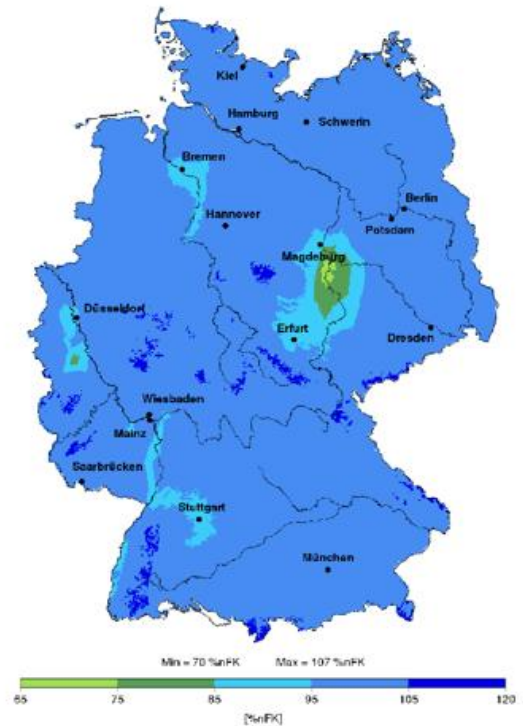 Kiel
Hamburg
Schwerin
Bremen
Berlin
Hannover
Potsdam
Magdeburg
Düsseldorf
Erfurt
Dresden
Wiesbaden
Mainz
Saarbrücken
Stuttgart
München
Min = 70 %nFK Max = 107 %nFK
65 75 85 95 105 120
[%nFK]